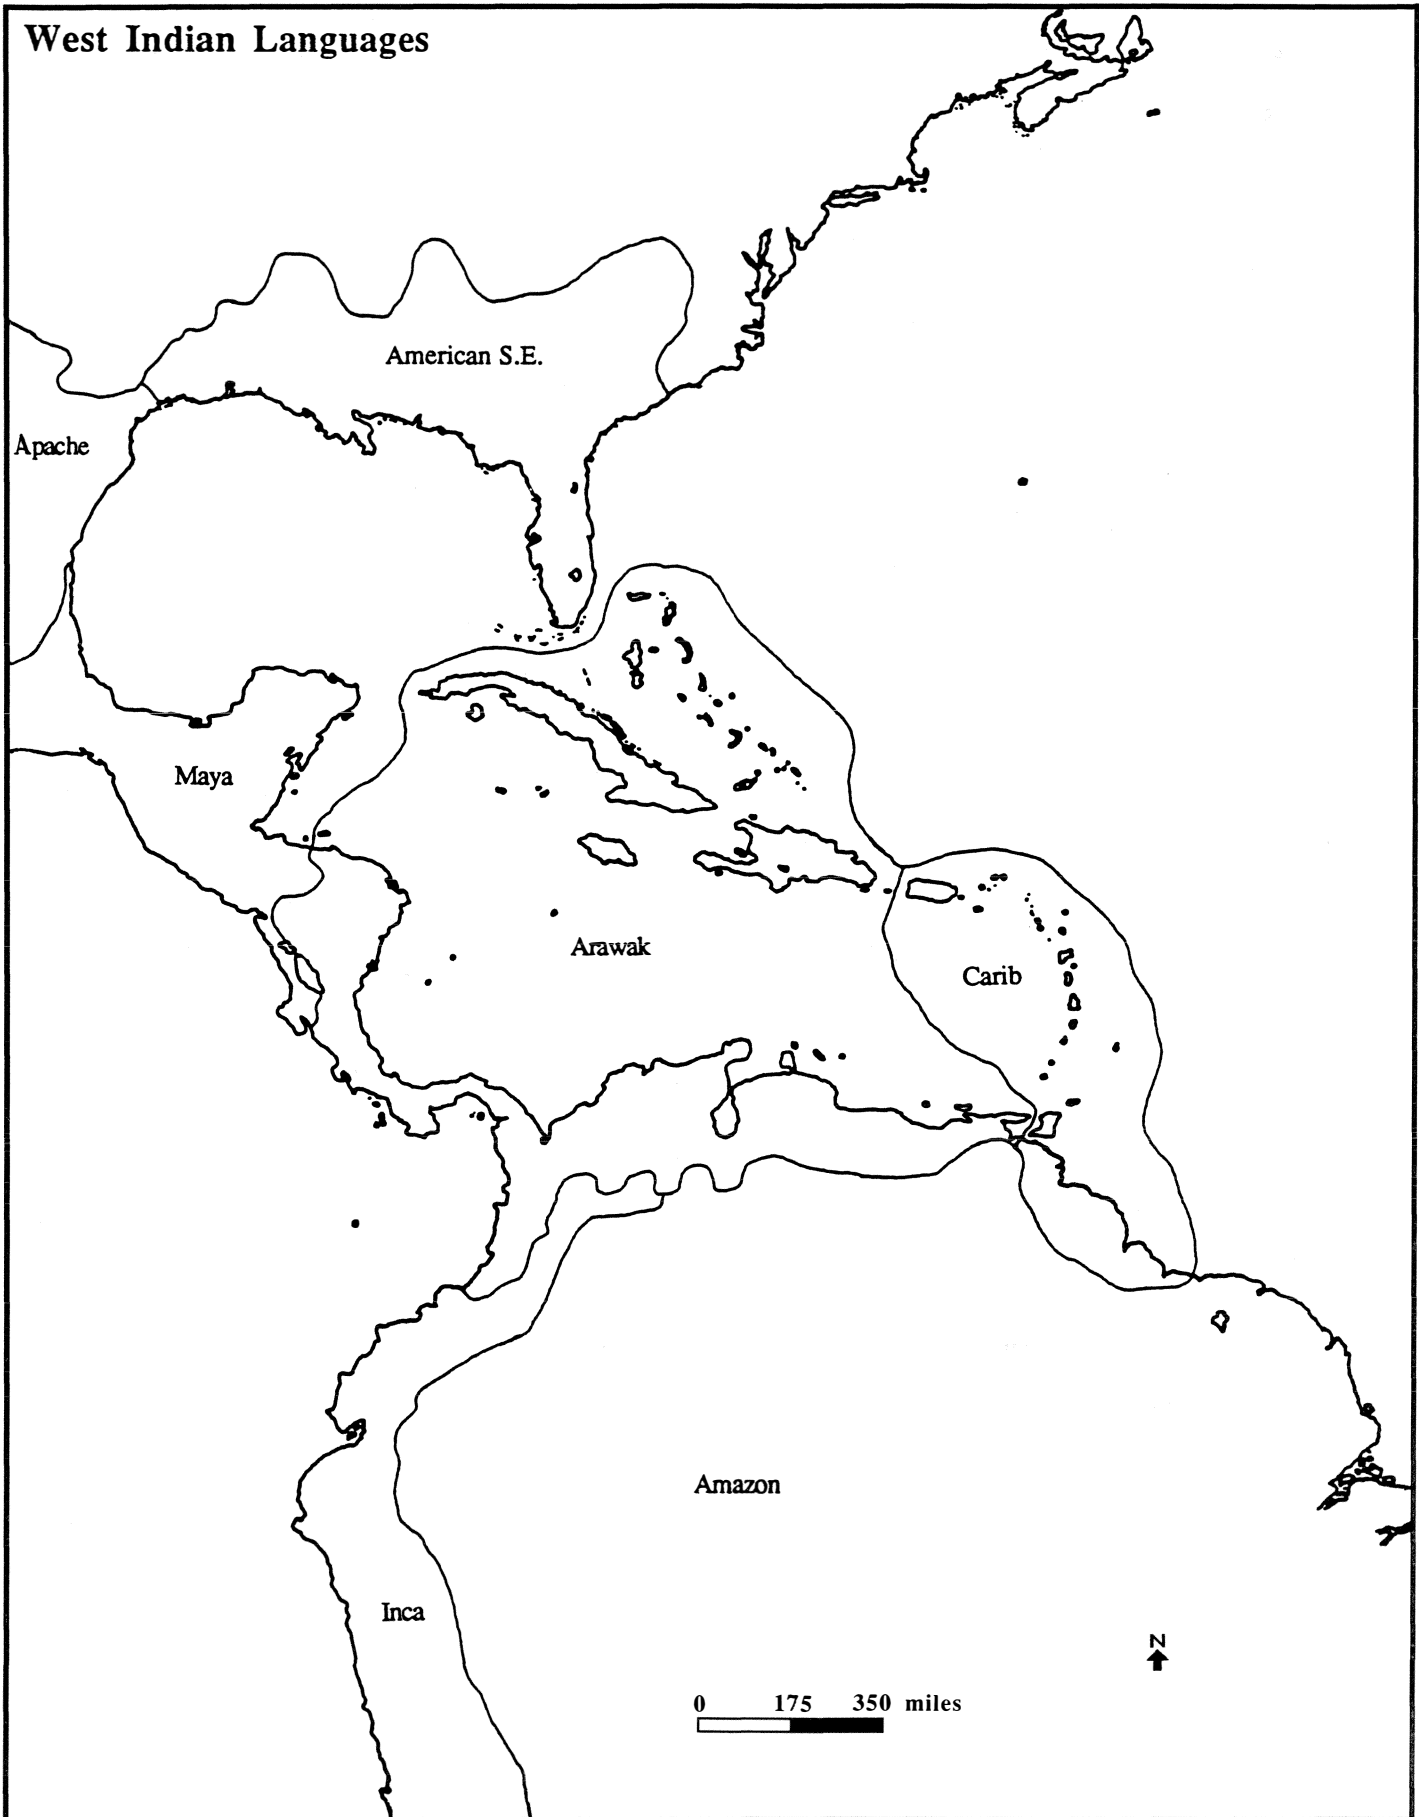 West Indian Languages
American S.E.
Apache
Maya
Arawak
Carib
Amazon
Inca
N
0 175 350 miles